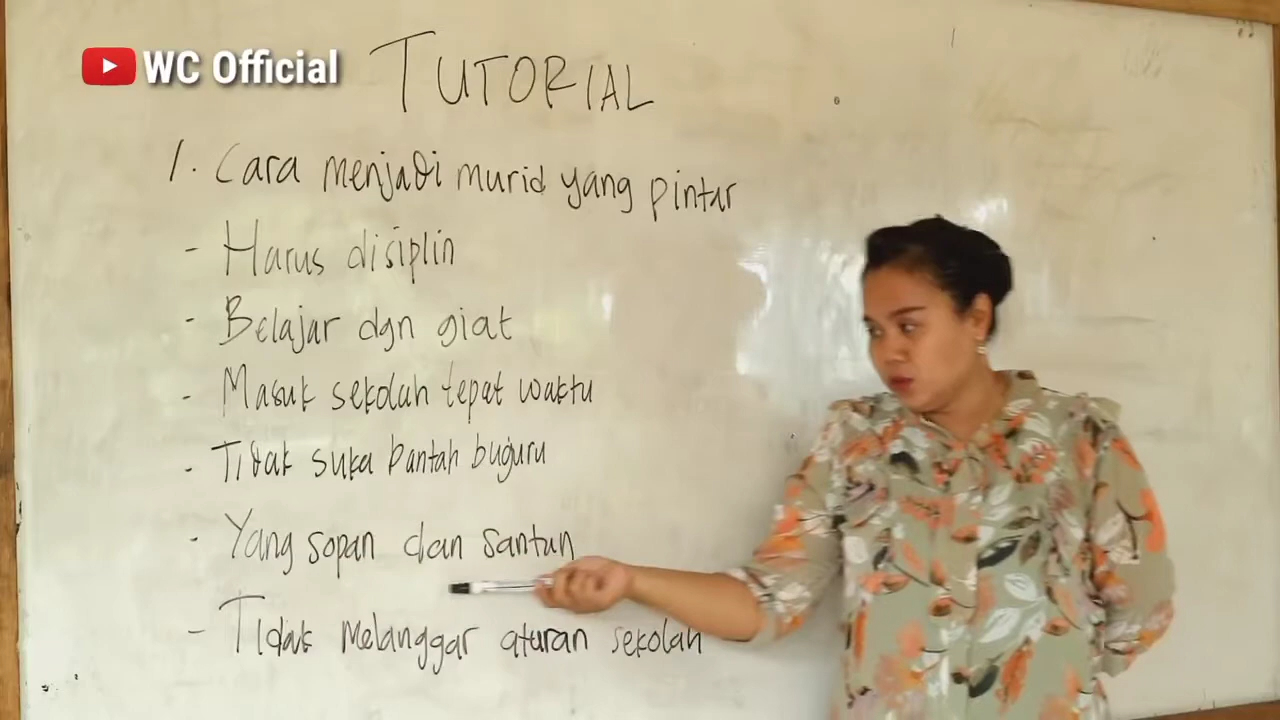 WC Official
TUTORIAL
1. Cara menjadi murid yang pintar
- Harus disiplin
- Belajar dgn giat
- Masuk sekolah tepat waktu
- Tidak suka bantah buguru
- Yang sopan dan santun
- Tidak melanggar aturan sekolah